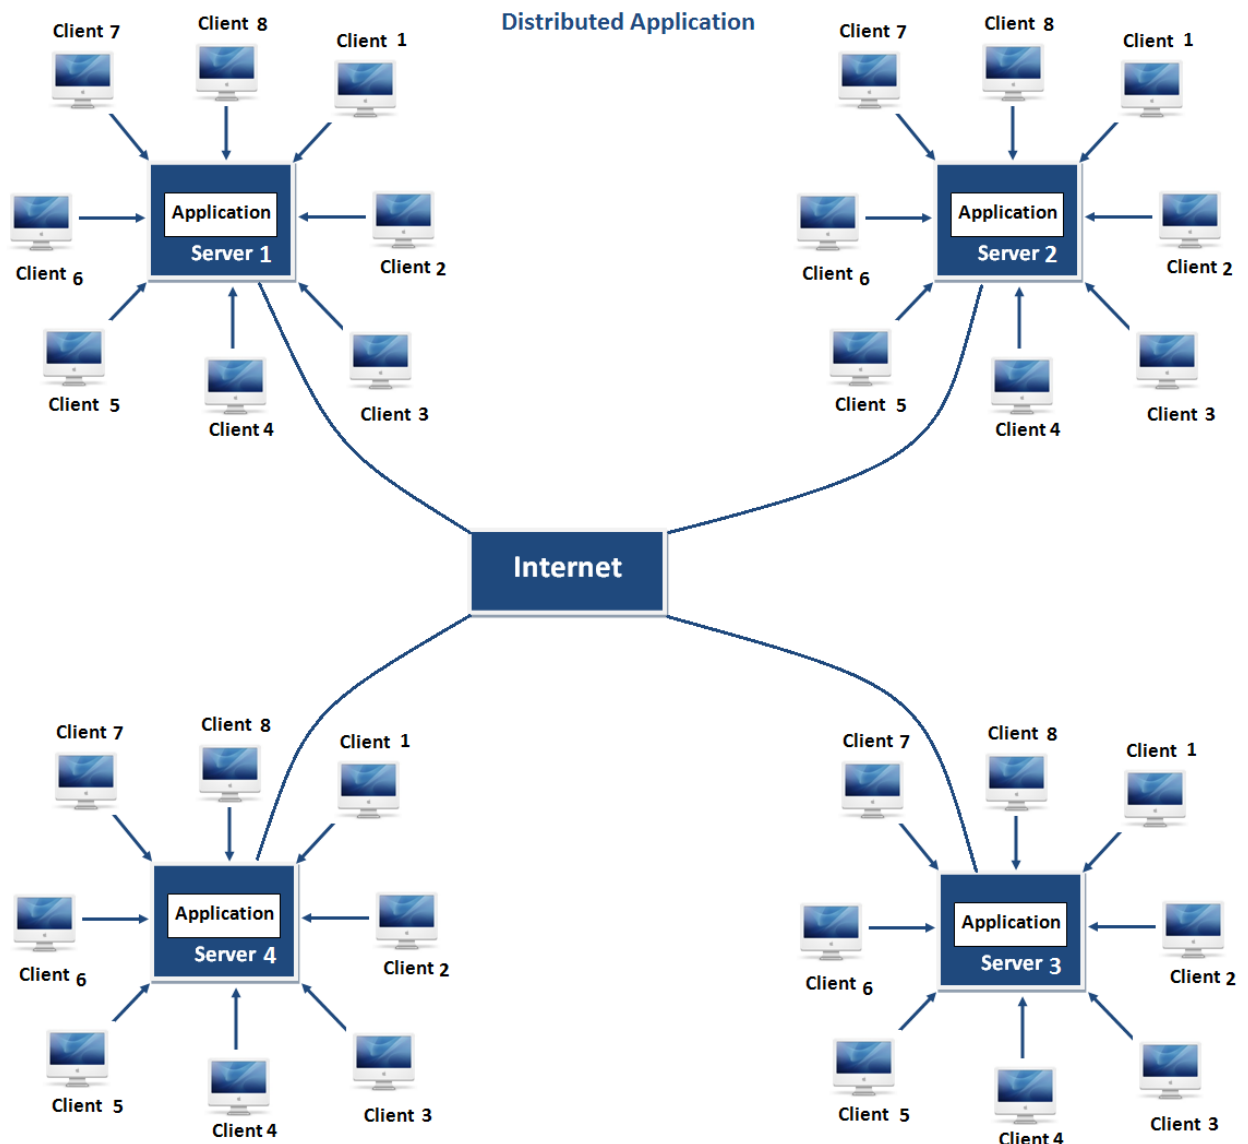 Distributed Application
Client 7
Client 8
Client 1
Client 6
Application
Server 1
Client 2
Client 5
Client 4
Client 3
Client 7
Client 8
Client 1
Client 6
Application
Server 2
Client 2
Client 5
Client 4
Client 3
Internet
Client 7
Client 8
Client 1
Client 6
Application
Server 4
Client 2
Client 5
Client 4
Client 3
Client 7
Client 8
Client 1
Client 6
Application
Server 3
Client 2
Client 5
Client 4
Client 3